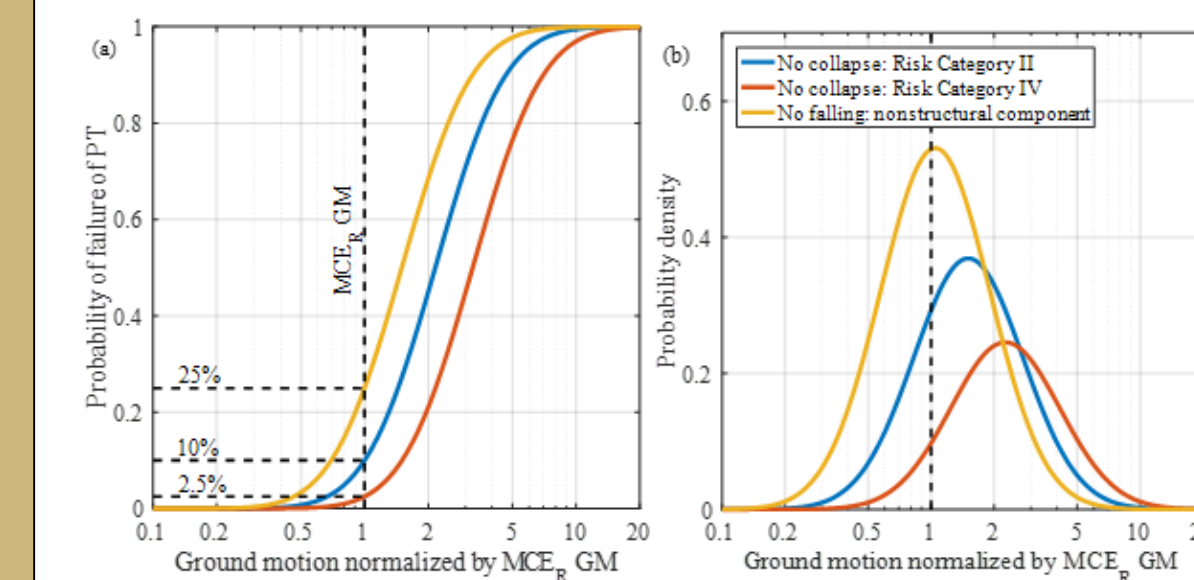 (a)
Probability of failure of PT
1
0.8
0.6
0.4
0.2
0
MCE_R GM
25%
10%
2.5%
0.1 0.2 0.5 1 2 5 10 20
Ground motion normalized by MCE_R GM
(b)
No collapse: Risk Category II
No collapse: Risk Category IV
No falling: nonstructural component
Probability density
0.6
0.4
0.2
0
0.1 0.2 0.5 1 2 5 10
Ground motion normalized by MCE_R GM